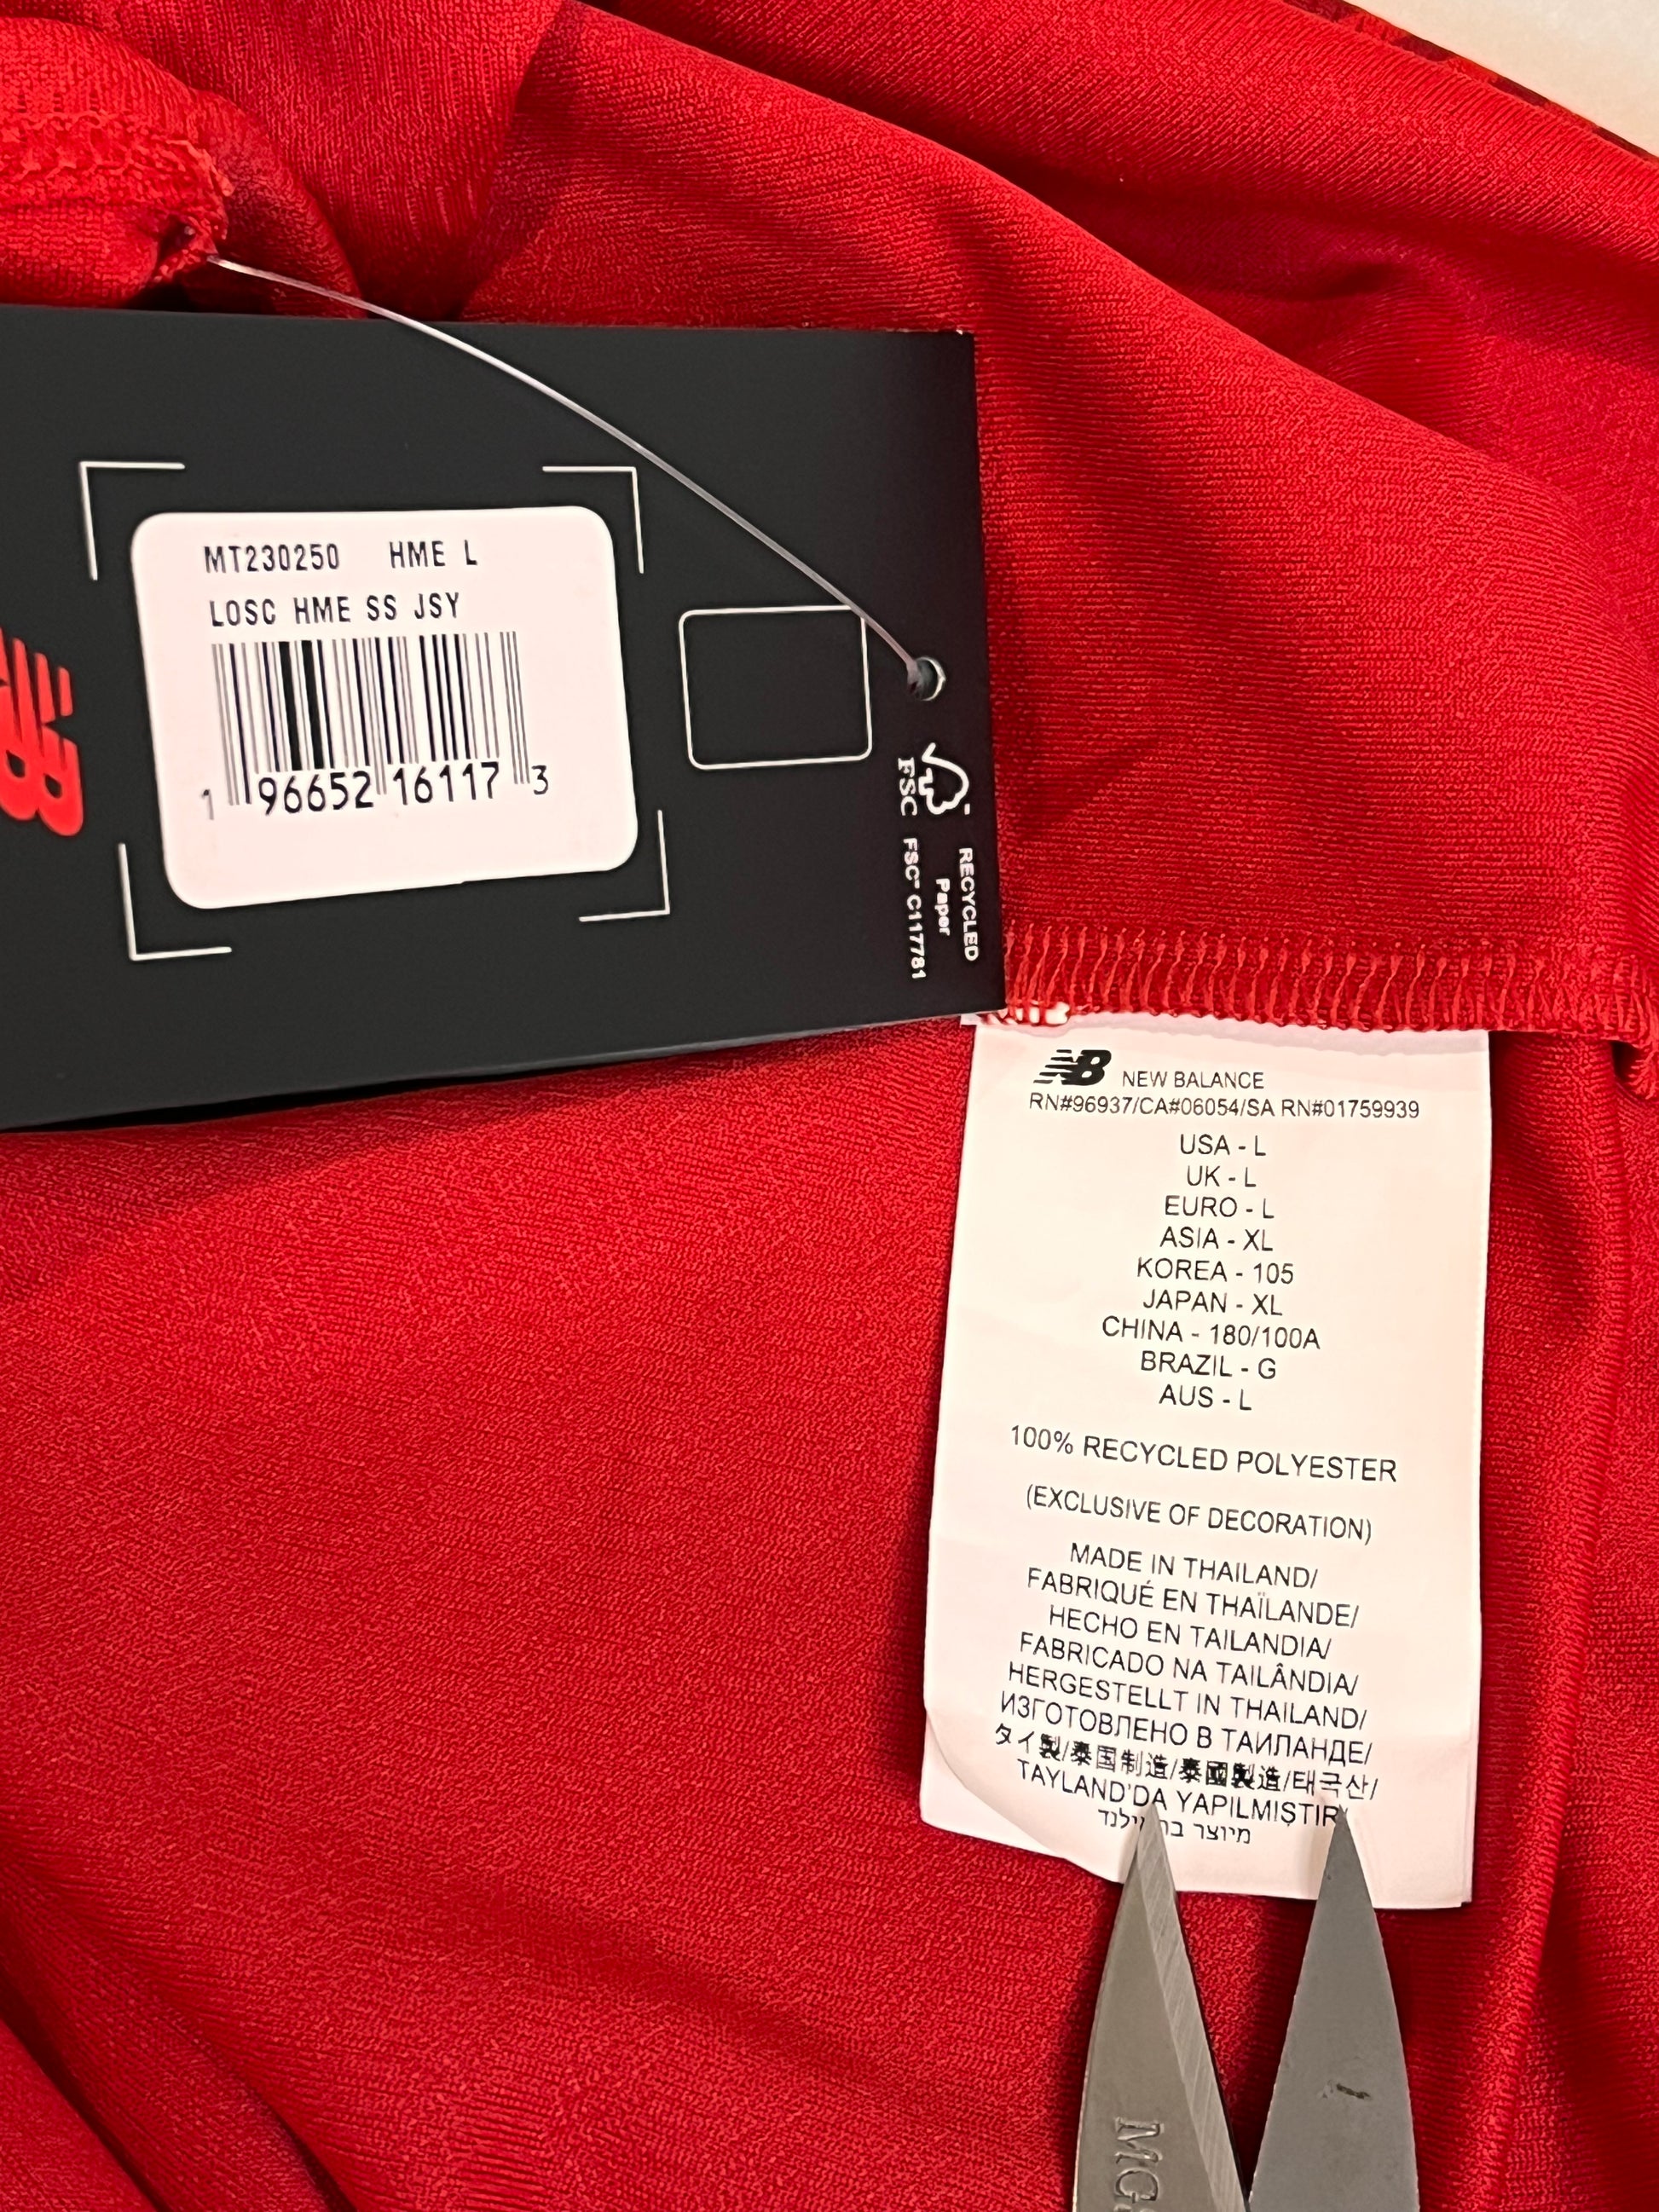 MT230250 HME L
LOSC HME SS JSY
1 96652 16117 3
NB
FSC
RECYCLED
Paper
FSC™ C117781
NB NEW BALANCE
RN#96937/CA#06054/SA RN#01759939
USA - L
UK - L
EURO - L
ASIA - XL
KOREA - 105
JAPAN - XL
CHINA - 180/100A
BRAZIL - G
AUS - L
100% RECYCLED POLYESTER
(EXCLUSIVE OF DECORATION)
MADE IN THAILAND/
FABRIQUÉ EN THAÏLANDE/
HECHO EN TAILANDIA/
FABRICADO NA TAILÂNDIA/
HERGESTELLT IN THAILAND/
ИЗГОТОВЛЕНО В ТАИЛАНДЕ/
タイ製/泰国制造/泰國製造/태국산/
TAYLAND'DA YAPILMIŞTIR/
מיוצר